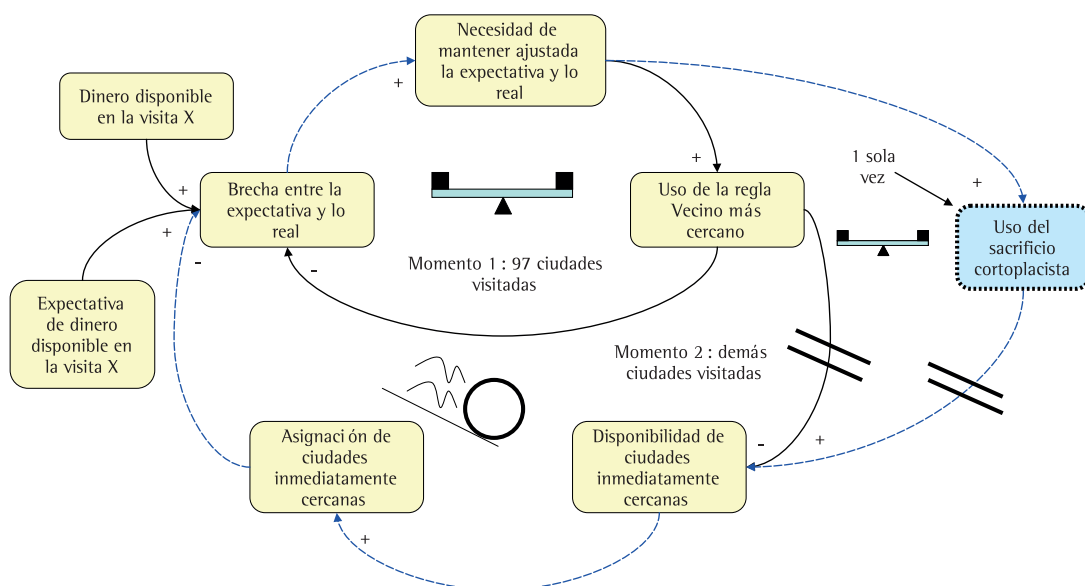 Necesidad de
mantener ajustada
la expectativa y lo
real
+
+
Dinero disponible
en la visita X
+
+
-
Brecha entre la
expectativa y lo
real
+
Uso de la regla
Vecino más
cercano
1 sola
vez
+
Uso del
sacrificio
cortoplacista
-
Momento 1 : 97 ciudades
visitadas
Expectativa
de dinero
disponible en
la visita X
Momento 2 : demás
ciudades visitadas
Asignación de
ciudades
inmediatamente
cercanas
Disponibilidad de
ciudades
inmediatamente
cercanas
-
+
+